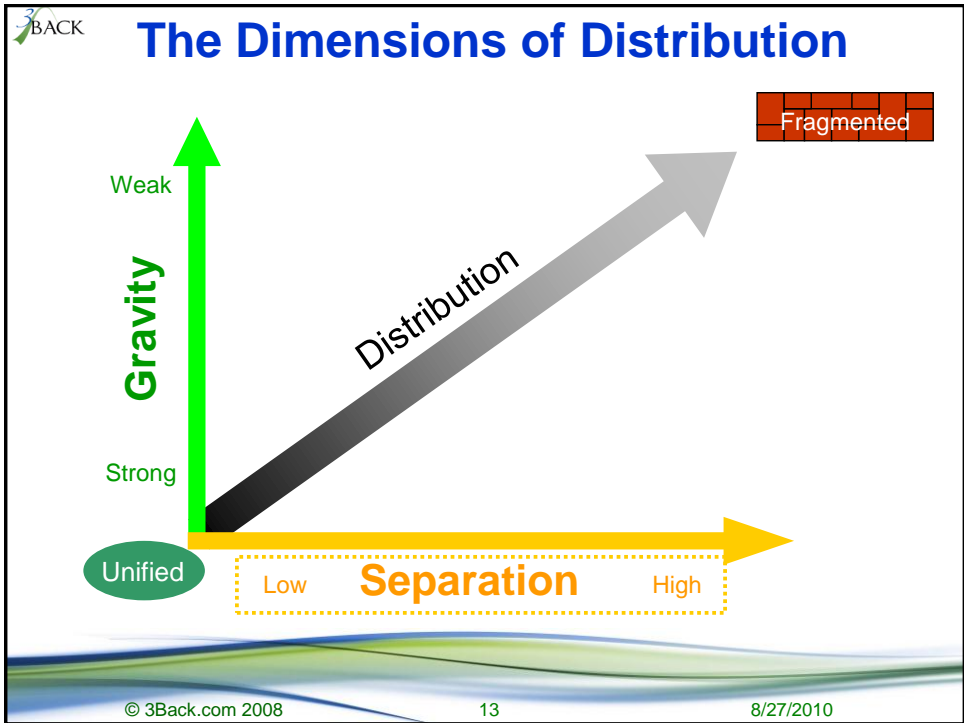 3BACK
The Dimensions of Distribution
Fragmented
Weak
Gravity
Distribution
Strong
Unified
Low Separation High
© 3Back.com 2008 13 8/27/2010